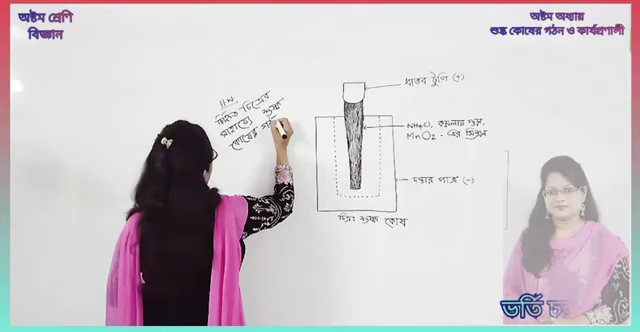 অষ্টম শ্রেণি
বিজ্ঞান
অষ্টম অধ্যায়
শুষ্ক কোষের গঠন ও কার্যপ্রণালী
H.W
চিহ্নিত চিত্রের
সাহায্যে শুষ্ক
কোষের
ধাতব টুপি (+)
NH₄Cl, কয়লার গুঁড়া,
MnO₂ - এর মিশ্রণ
দস্তার পাত্র (-)
চিত্র: শুষ্ক কোষ
ভর্তি